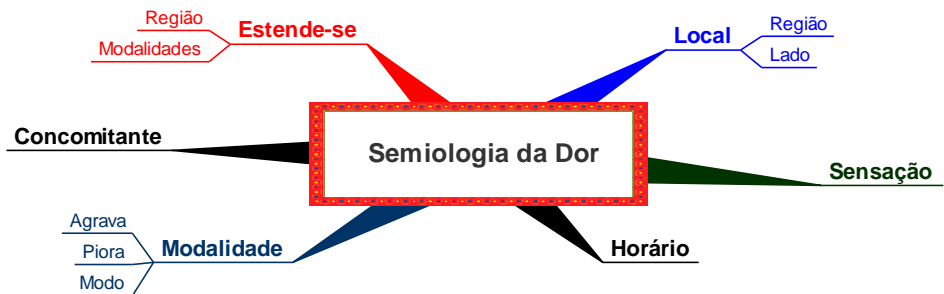 Semiologia da Dor
Local
Região
Lado
Sensação
Horário
Modalidade
Agrava
Piora
Modo
Concomitante
Estende-se
Região
Modalidades